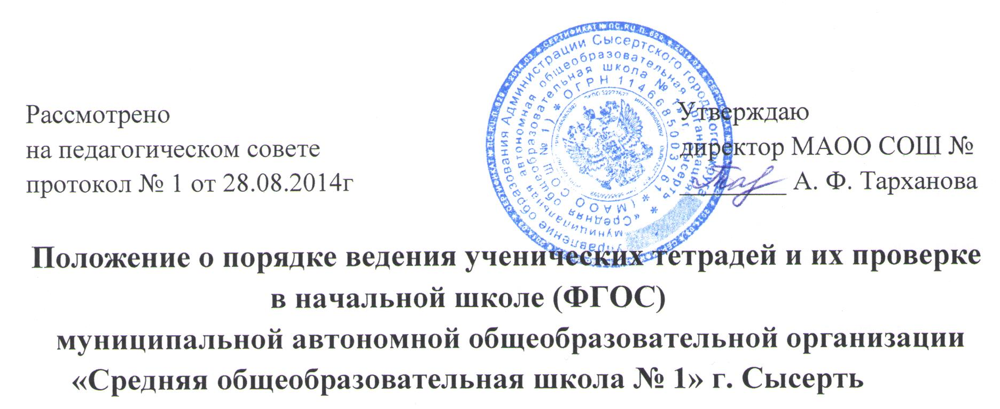 Рассмотрено
на педагогическом совете
протокол № 1 от 28.08.2014г
Утверждаю
директор МАОО СОШ №
А. Ф. Тарханова
Управление образования Администрации Сысертского городского округа
муниципальная автономная общеобразовательная организация
«Средняя общеобразовательная школа № 1» г. Сысерть
(МАОО СОШ № 1) * ОГРН 1146685003761 *
Положение о порядке ведения ученических тетрадей и их проверке
в начальной школе (ФГОС)
муниципальной автономной общеобразовательной организации
«Средняя общеобразовательная школа № 1» г. Сысерть